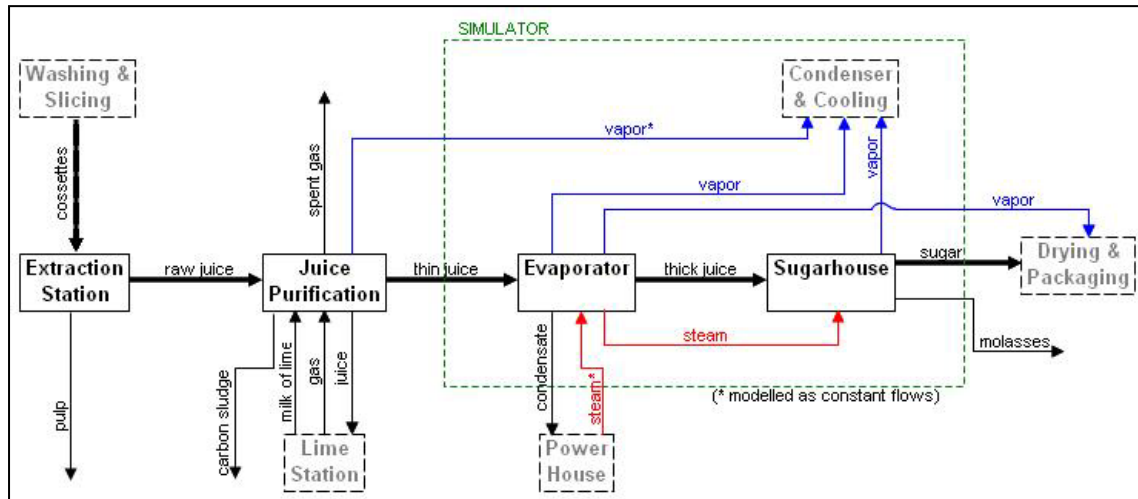 SIMULATOR
Washing &
Slicing
Condenser
& Cooling
vapor*
cossettes
spent gas
vapor
vapor
vapor
Extraction
Station
raw juice
Juice
Purification
thin juice
Evaporator
thick juice
Sugarhouse
sugar
Drying &
Packaging
steam
molasses
pulp
carbon sludge
milk of lime
gas
juice
condensate
steam*
(* modelled as constant flows)
Lime
Station
Power
House